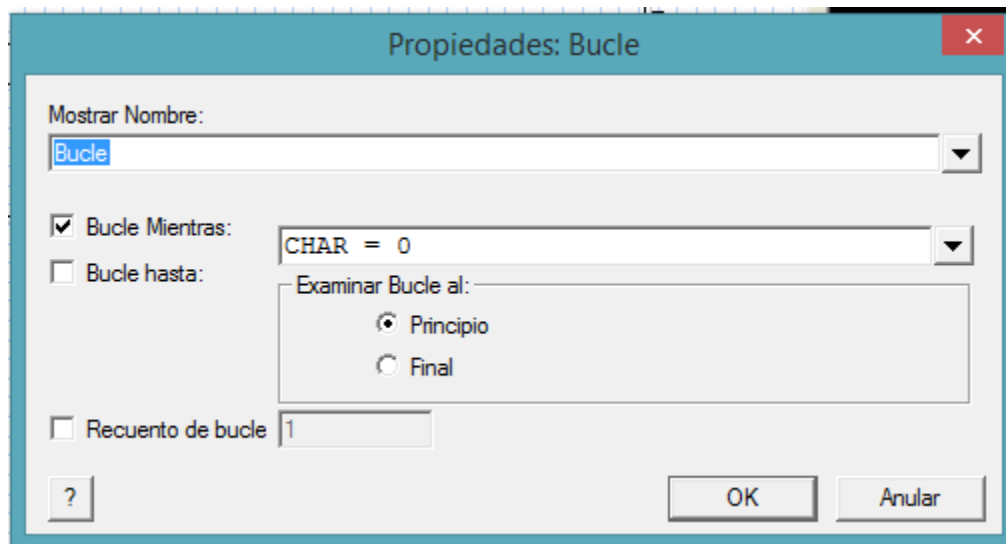 Propiedades: Bucle
Mostrar Nombre:
Bucle
Bucle Mientras:
CHAR = 0
Bucle hasta:
Examinar Bucle al:
Principio
Final
Recuento de bucle 1
?
OK
Anular